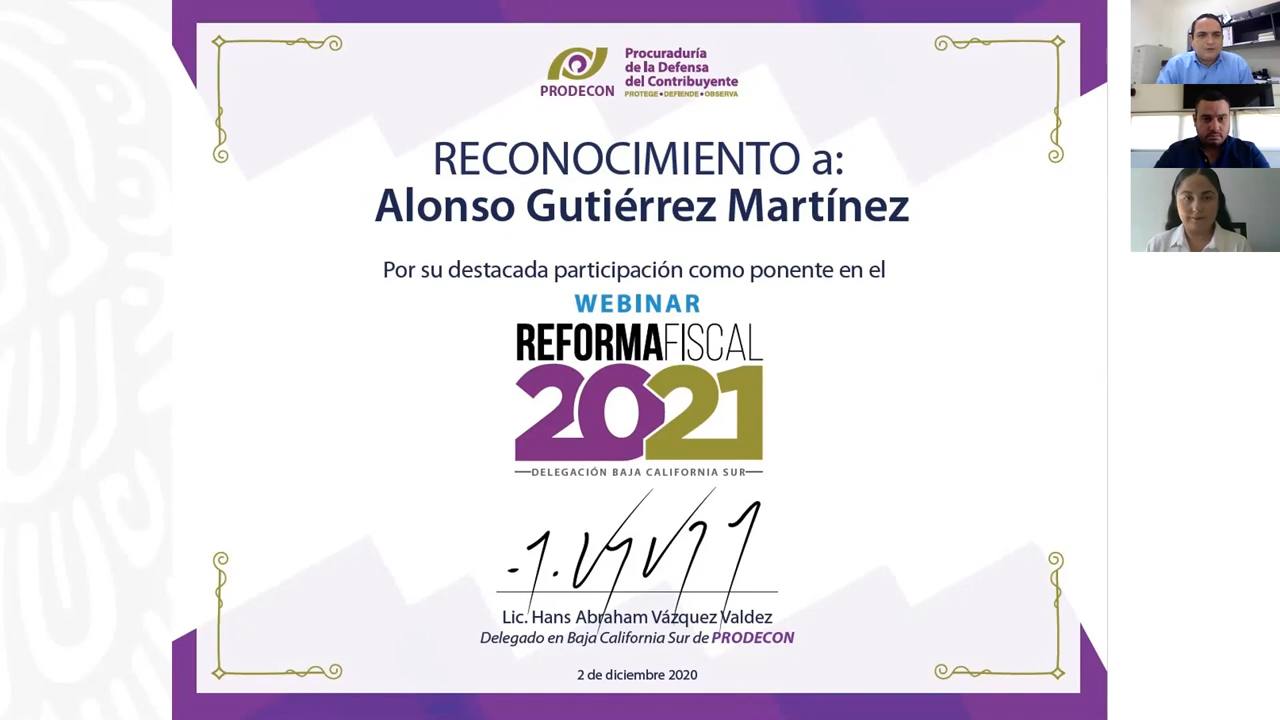 PRODECON
Procuraduría
de la Defensa
del Contribuyente
PROTEGE • DEFIENDE • OBSERVA
RECONOCIMIENTO a:
Alonso Gutiérrez Martínez
Por su destacada participación como ponente en el
WEBINAR
REFORMAFISCAL
2021
DELEGACIÓN BAJA CALIFORNIA SUR
Lic. Hans Abraham Vázquez Valdez
Delegado en Baja California Sur de PRODECON
2 de diciembre 2020